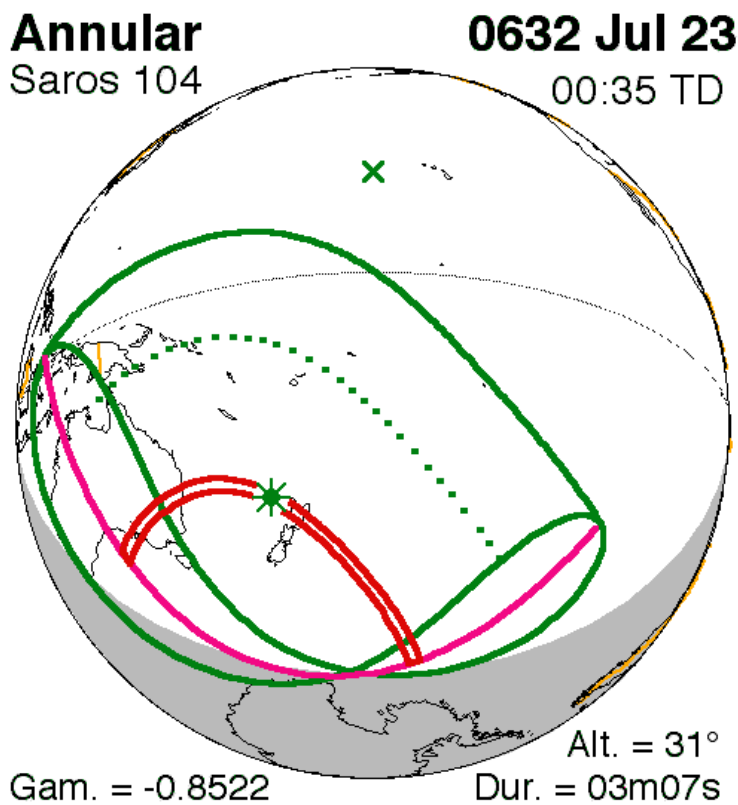 Annular
0632 Jul 23
Saros 104
00:35 TD
Alt. = 31°
Gam. = -0.8522
Dur. = 03m07s